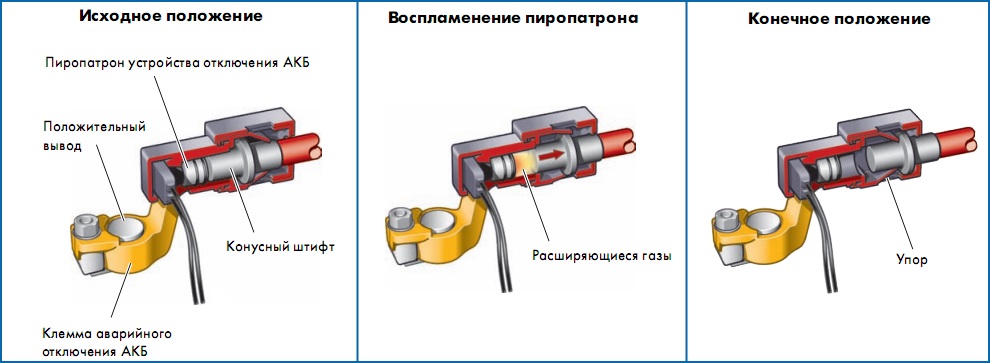 Исходное положение
Пиропатрон устройства отключения АКБ
Положительный
вывод
Конусный штифт
Клемма аварийного
отключения АКБ
Воспламенение пиропатрона
Расширяющиеся газы
Конечное положение
Упор